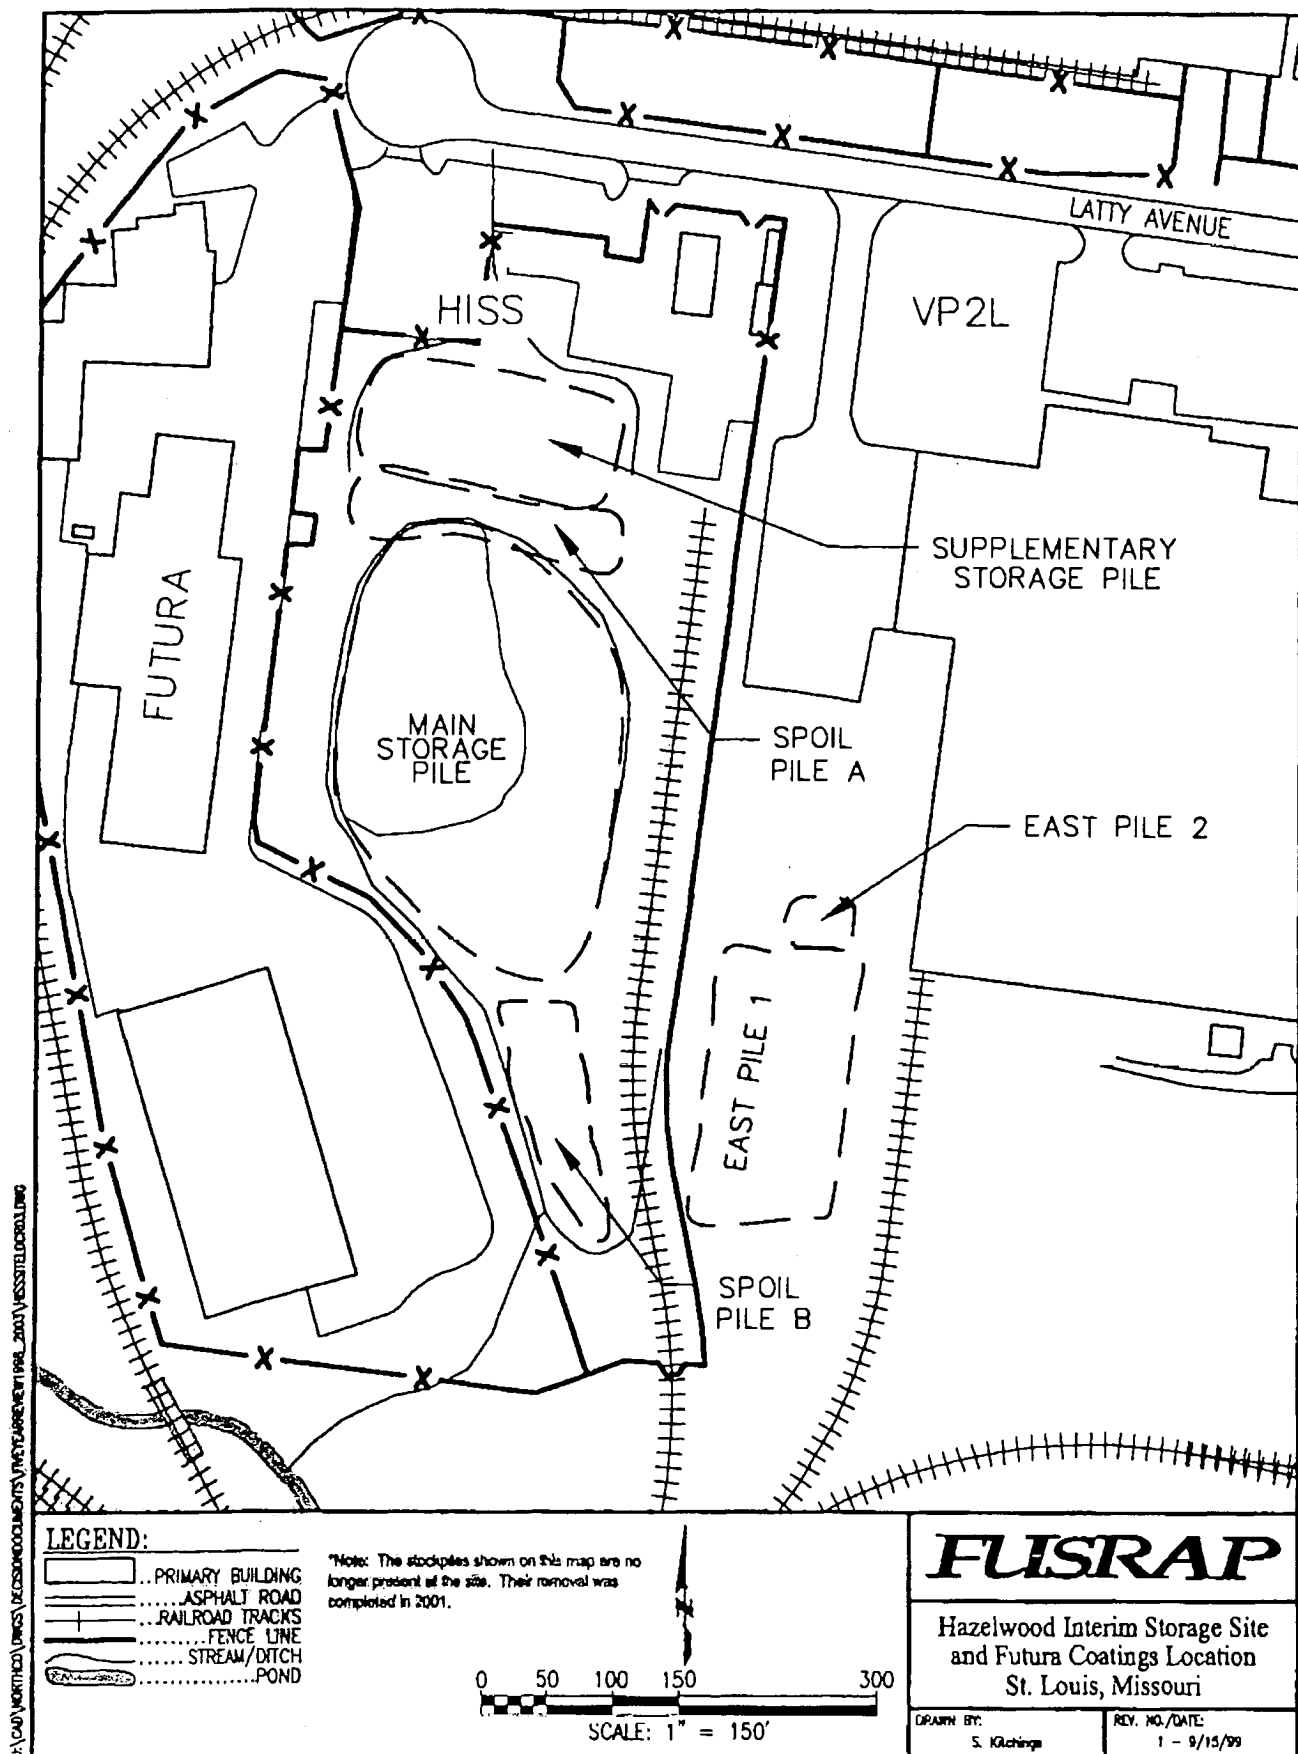 LATTY AVENUE
HISS
VP2L
SUPPLEMENTARY
STORAGE PILE
FUTURA
MAIN
STORAGE
PILE
SPOIL
PILE A
EAST PILE 2
EAST PILE 1
SPOIL
PILE B
LEGEND:
..PRIMARY BUILDING
......ASPHALT ROAD
...RAILROAD TRACKS
.........FENCE LINE
......STREAM/DITCH
..............POND
*Note: The stockpiles shown on this map are no
longer present at the site. Their removal was
completed in 2001.
0 50 100 150 300
SCALE: 1" = 150'
FUSRAP
Hazelwood Interim Storage Site
and Futura Coatings Location
St. Louis, Missouri
DRAWN BY:
S. Kitchings
REV. NO./DATE:
1 - 9/15/99